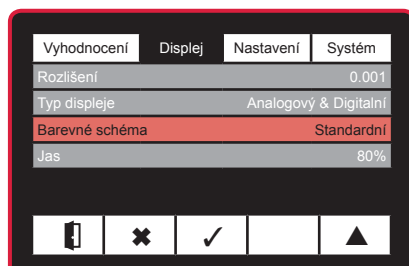 Vyhodnocení Displej Nastavení Systém
Rozlišení 0.001
Typ displeje Analogový & Digitalní
Barevné schéma Standardní
Jas 80%